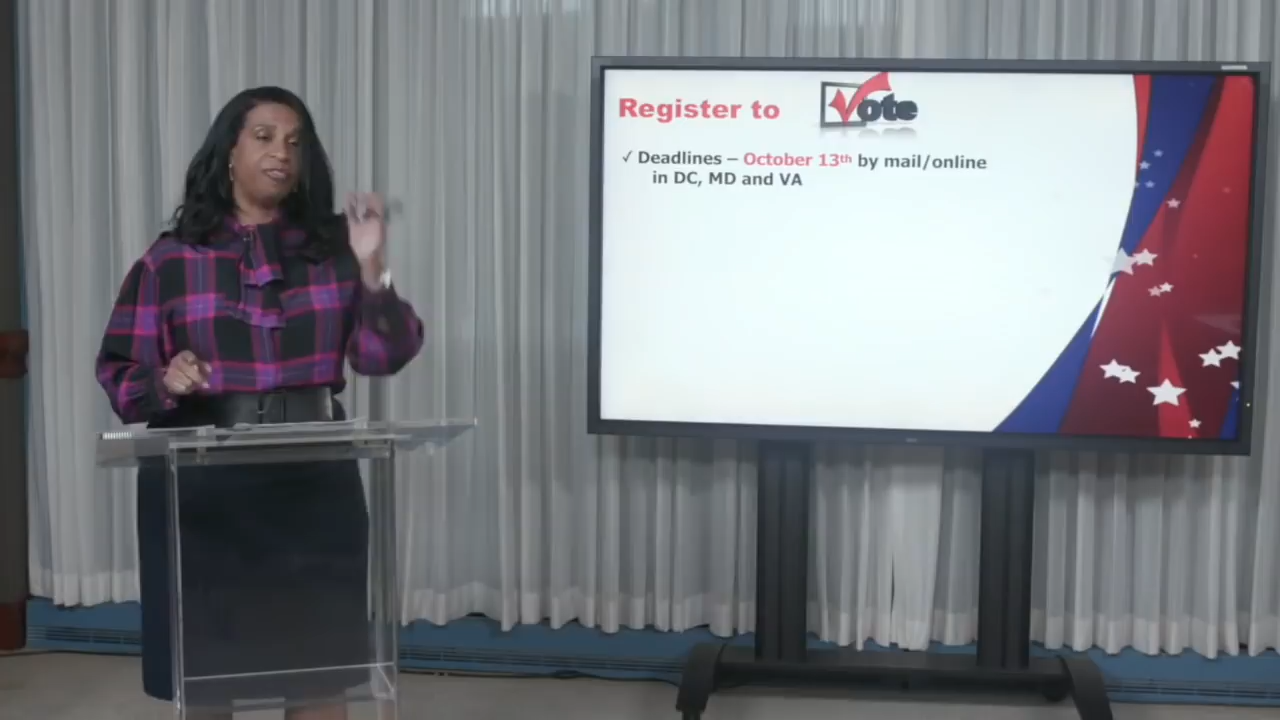 Register to Vote
✓ Deadlines – October 13th by mail/online
in DC, MD and VA